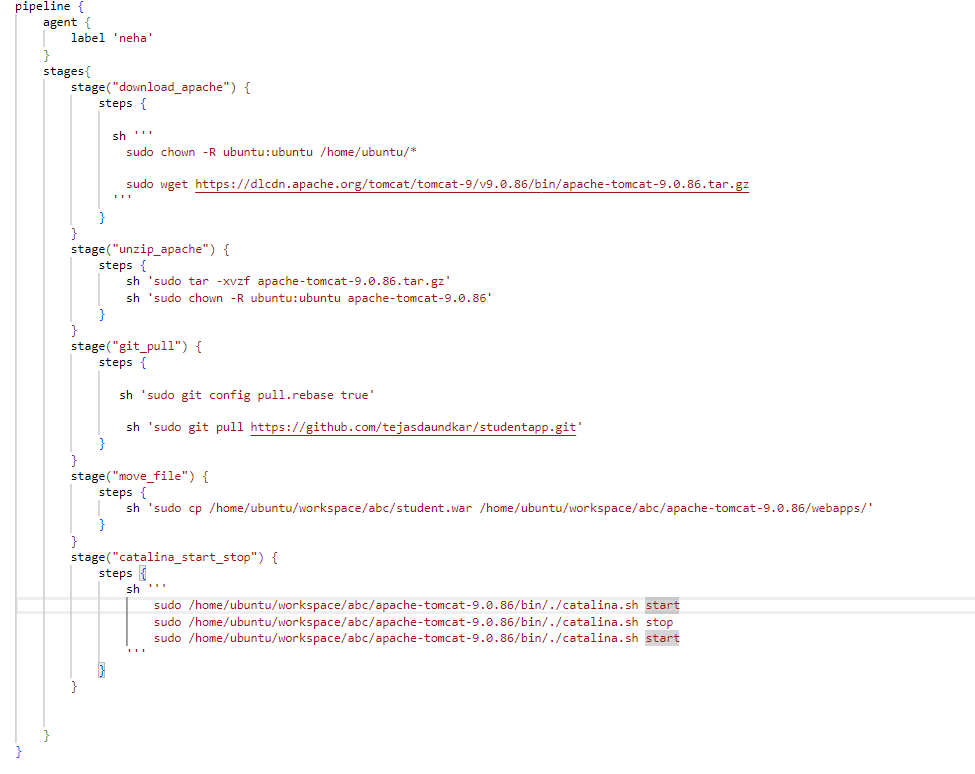 pipeline {
    agent {
        label 'neha'
    }
    stages{
        stage("download_apache") {
            steps {
              sh '''
                sudo chown -R ubuntu:ubuntu /home/ubuntu/*
                sudo wget https://dlcdn.apache.org/tomcat/tomcat-9/v9.0.86/bin/apache-tomcat-9.0.86.tar.gz
              '''
            }
        }
        stage("unzip_apache") {
            steps {
                sh 'sudo tar -xvzf apache-tomcat-9.0.86.tar.gz'
                sh 'sudo chown -R ubuntu:ubuntu apache-tomcat-9.0.86'
            }
        }
        stage("git_pull") {
            steps {
               sh 'sudo git config pull.rebase true'
                sh 'sudo git pull https://github.com/tejasdaundkar/studentapp.git'
            }
        }
        stage("move_file") {
            steps {
                sh 'sudo cp /home/ubuntu/workspace/abc/student.war /home/ubuntu/workspace/abc/apache-tomcat-9.0.86/webapps/'
            }
        }
        stage("catalina_start_stop") {
            steps {
                sh '''
                    sudo /home/ubuntu/workspace/abc/apache-tomcat-9.0.86/bin/./catalina.sh start
                    sudo /home/ubuntu/workspace/abc/apache-tomcat-9.0.86/bin/./catalina.sh stop
                    sudo /home/ubuntu/workspace/abc/apache-tomcat-9.0.86/bin/./catalina.sh start
                '''
            }
        }
    }
}